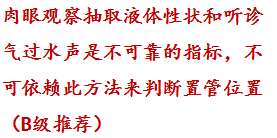 肉眼观察抽取液体性状和听诊
气过水声是不可靠的指标，不
可依赖此方法来判断置管位置
（B级推荐）